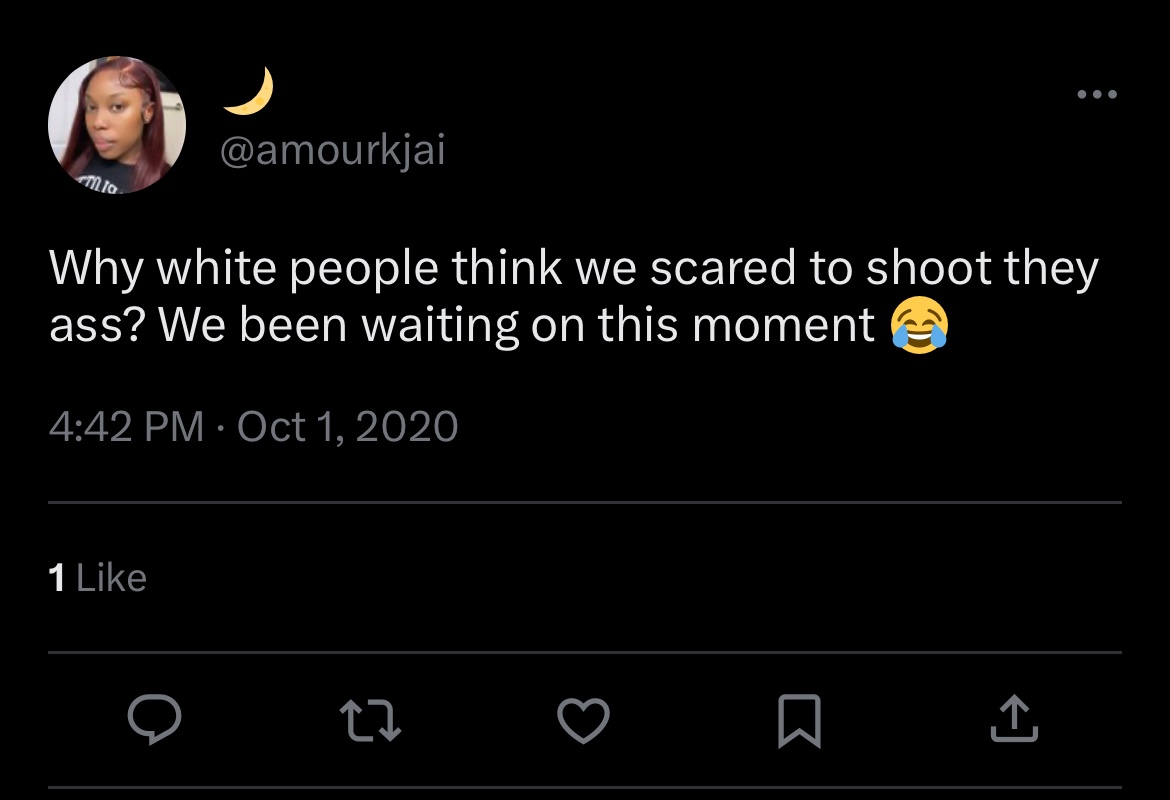 🌙
@amourkjai
Why white people think we scared to shoot they
ass? We been waiting on this moment 😂
4:42 PM · Oct 1, 2020
1 Like